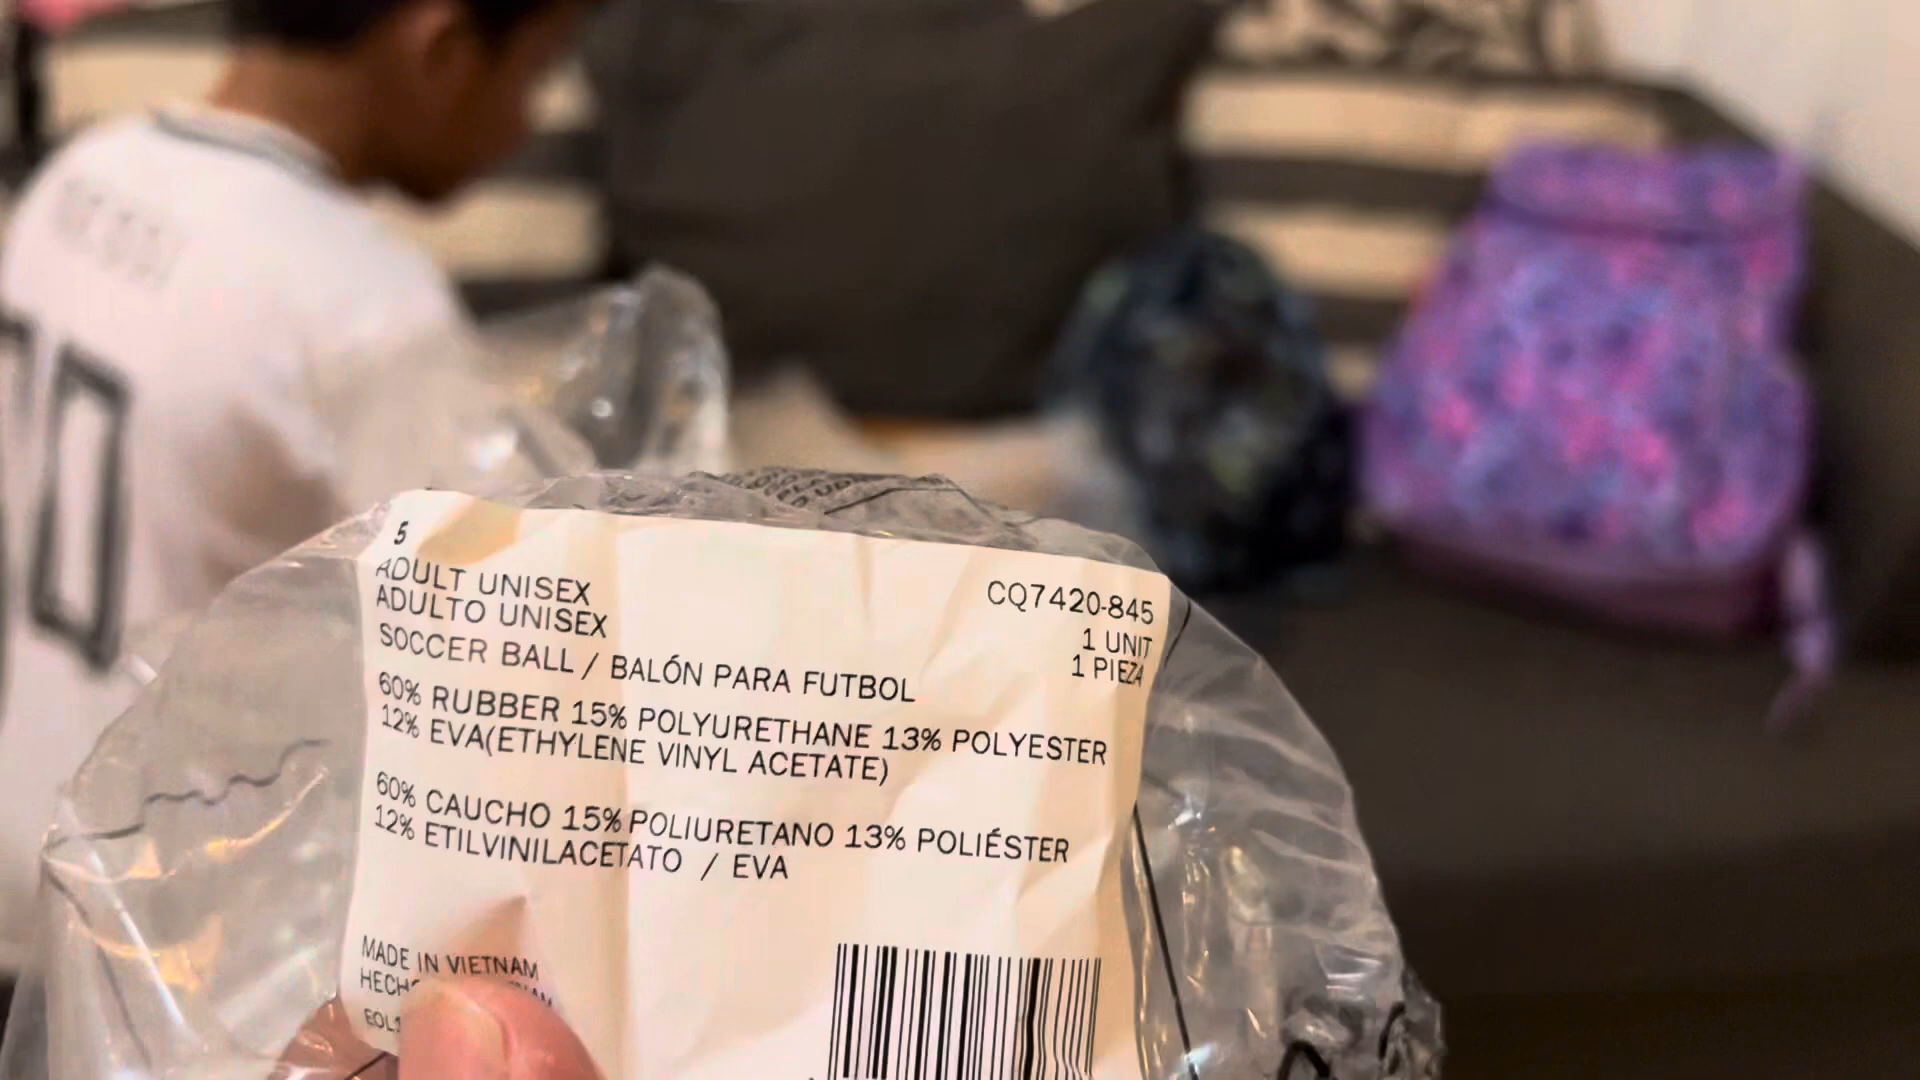 5
ADULT UNISEX
ADULTO UNISEX
SOCCER BALL / BALÓN PARA FUTBOL
CQ7420-845
1 UNIT
1 PIEZA
60% RUBBER 15% POLYURETHANE 13% POLYESTER
12% EVA(ETHYLENE VINYL ACETATE)
60% CAUCHO 15% POLIURETANO 13% POLIÉSTER
12% ETILVINILACETATO / EVA
MADE IN VIETNAM